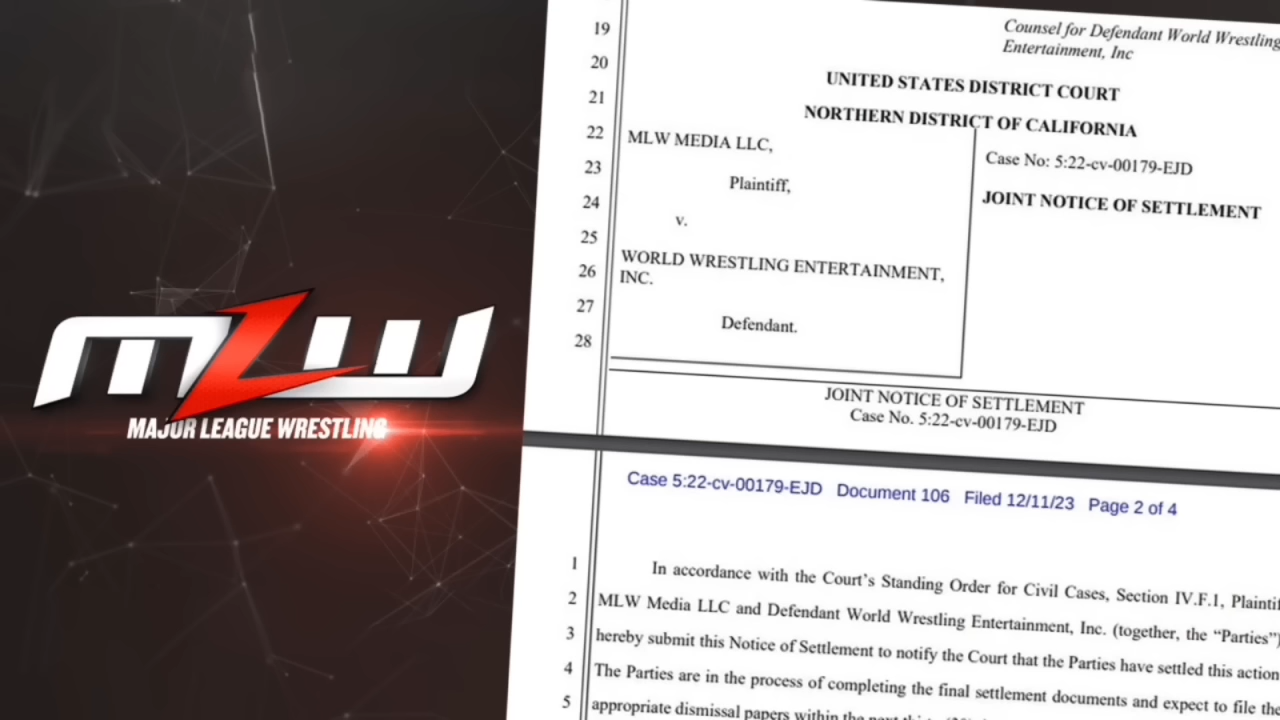 MLW
MAJOR LEAGUE WRESTLING
19
Counsel for Defendant World Wrestling
Entertainment, Inc
20
UNITED STATES DISTRICT COURT
21
NORTHERN DISTRICT OF CALIFORNIA
22
MLW MEDIA LLC,
Case No: 5:22-cv-00179-EJD
23
Plaintiff,
JOINT NOTICE OF SETTLEMENT
24
v.
25
26
WORLD WRESTLING ENTERTAINMENT,
INC.
27
Defendant.
28
JOINT NOTICE OF SETTLEMENT
Case No. 5:22-cv-00179-EJD
Case 5:22-cv-00179-EJD Document 106 Filed 12/11/23 Page 2 of 4
1 In accordance with the Court's Standing Order for Civil Cases, Section IV.F.1, Plaintif
2 MLW Media LLC and Defendant World Wrestling Entertainment, Inc. (together, the “Parties”)
3 hereby submit this Notice of Settlement to notify the Court that the Parties have settled this action
4 The Parties are in the process of completing the final settlement documents and expect to file the
5 appropriate dismissal papers within the next